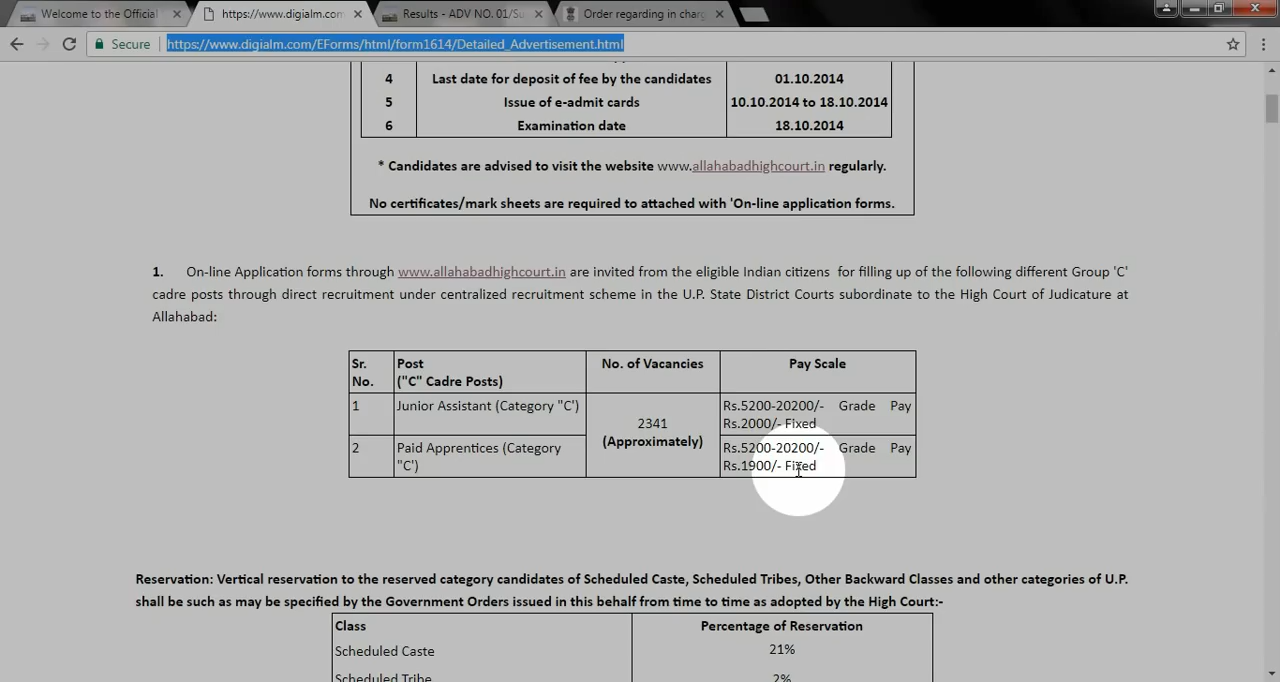 Welcome to the Official
https://www.digialm.com/
Results - ADV NO. 01/Su
Order regarding in charg
Secure
https://www.digialm.com/EForms/html/form1614/Detailed_Advertisement.html
4 Last date for deposit of fee by the candidates 01.10.2014
5 Issue of e-admit cards 10.10.2014 to 18.10.2014
6 Examination date 18.10.2014
* Candidates are advised to visit the website www.allahabadhighcourt.in regularly.
No certificates/mark sheets are required to attached with 'On-line application forms.
1. On-line Application forms through www.allahabadhighcourt.in are invited from the eligible Indian citizens for filling up of the following different Group 'C'
cadre posts through direct recruitment under centralized recruitment scheme in the U.P. State District Courts subordinate to the High Court of Judicature at
Allahabad:
Sr. Post No. of Vacancies Pay Scale
No. ("C" Cadre Posts)
1 Junior Assistant (Category "C') Rs.5200-20200/- Grade Pay
2341 Rs.2000/- Fixed
(Approximately)
2 Paid Apprentices (Category Rs.5200-20200/- Grade Pay
"C') Rs.1900/- Fixed
Reservation: Vertical reservation to the reserved category candidates of Scheduled Caste, Scheduled Tribes, Other Backward Classes and other categories of U.P.
shall be such as may be specified by the Government Orders issued in this behalf from time to time as adopted by the High Court:-
Class Percentage of Reservation
Scheduled Caste 21%
Scheduled Tribe 2%